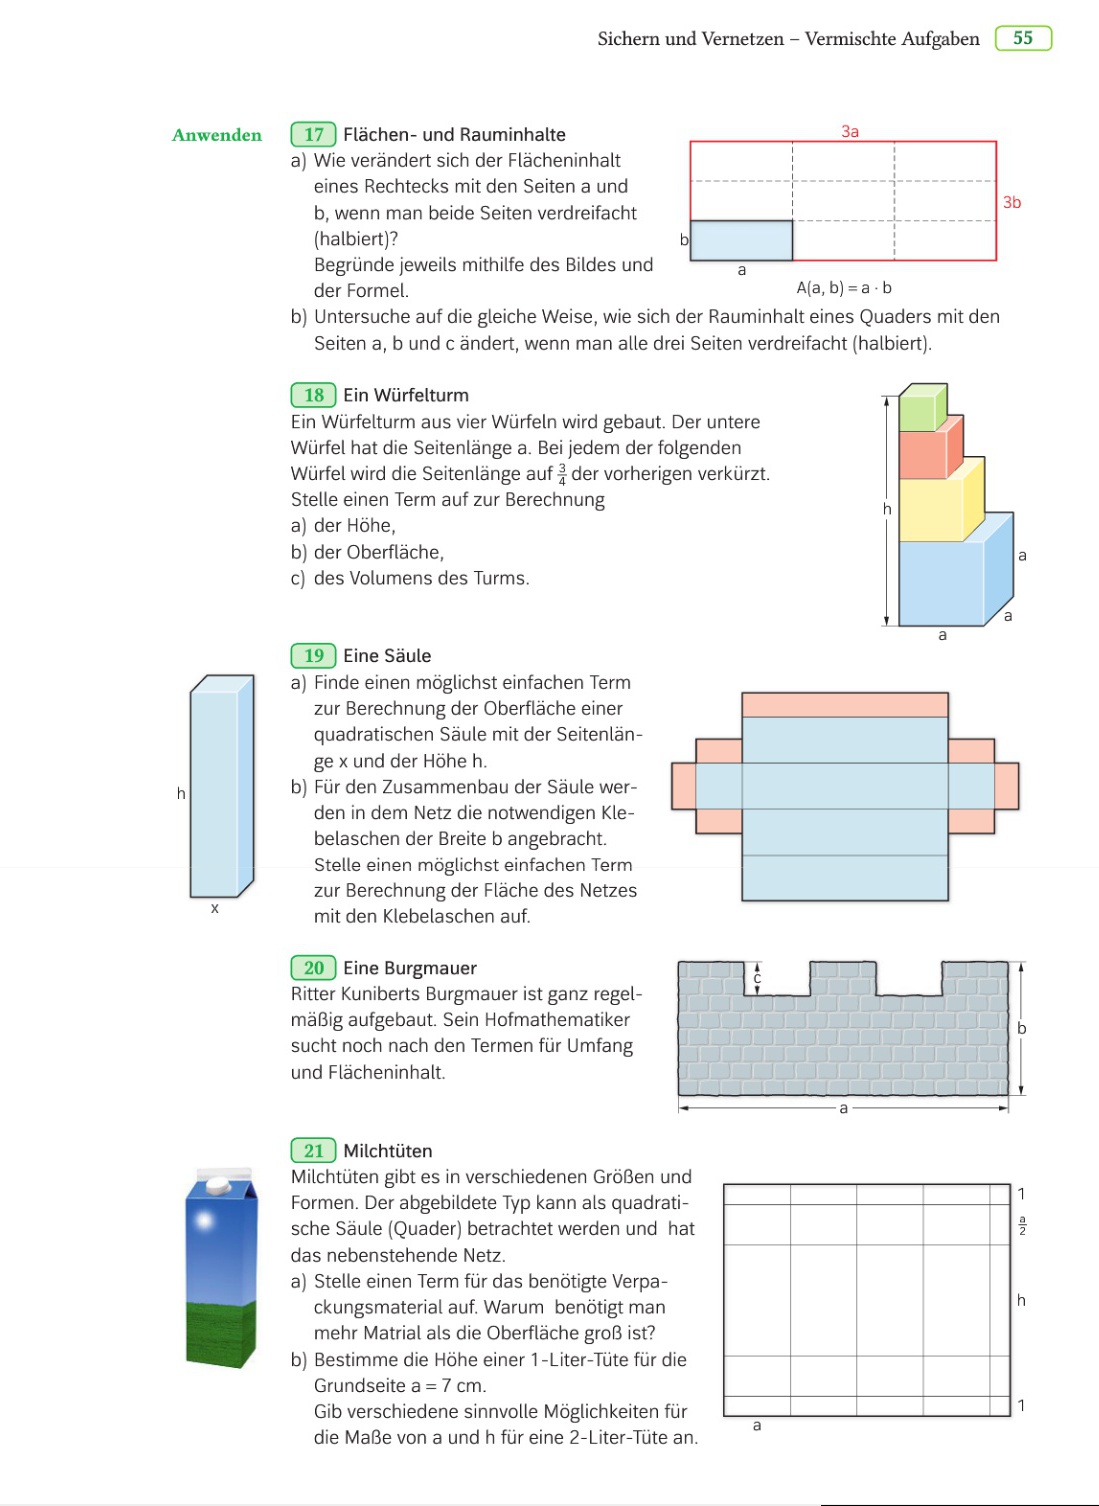 Sichern und Vernetzen – Vermischte Aufgaben 55
Anwenden
17 Flächen- und Rauminhalte
a) Wie verändert sich der Flächeninhalt
eines Rechtecks mit den Seiten a und
b, wenn man beide Seiten verdreifacht
(halbiert)?
Begründe jeweils mithilfe des Bildes und
der Formel.
3a
3b
b
a
A(a, b) = a · b
b) Untersuche auf die gleiche Weise, wie sich der Rauminhalt eines Quaders mit den
Seiten a, b und c ändert, wenn man alle drei Seiten verdreifacht (halbiert).
18 Ein Würfelturm
Ein Würfelturm aus vier Würfeln wird gebaut. Der untere
Würfel hat die Seitenlänge a. Bei jedem der folgenden
Würfel wird die Seitenlänge auf 3/4 der vorherigen verkürzt.
Stelle einen Term auf zur Berechnung
a) der Höhe,
b) der Oberfläche,
c) des Volumens des Turms.
h
a
a
a
19 Eine Säule
a) Finde einen möglichst einfachen Term
zur Berechnung der Oberfläche einer
quadratischen Säule mit der Seitenlän-
ge x und der Höhe h.
b) Für den Zusammenbau der Säule wer-
den in dem Netz die notwendigen Kle-
belaschen der Breite b angebracht.
Stelle einen möglichst einfachen Term
zur Berechnung der Fläche des Netzes
mit den Klebelaschen auf.
h
x
20 Eine Burgmauer
Ritter Kuniberts Burgmauer ist ganz regel-
mäßig aufgebaut. Sein Hofmathematiker
sucht noch nach den Termen für Umfang
und Flächeninhalt.
c
b
a
21 Milchtüten
Milchtüten gibt es in verschiedenen Größen und
Formen. Der abgebildete Typ kann als quadrati-
sche Säule (Quader) betrachtet werden und hat
das nebenstehende Netz.
a) Stelle einen Term für das benötigte Verpa-
ckungsmaterial auf. Warum benötigt man
mehr Matrial als die Oberfläche groß ist?
b) Bestimme die Höhe einer 1-Liter-Tüte für die
Grundseite a = 7 cm.
Gib verschiedene sinnvolle Möglichkeiten für
die Maße von a und h für eine 2-Liter-Tüte an.
1
a/2
h
1
a